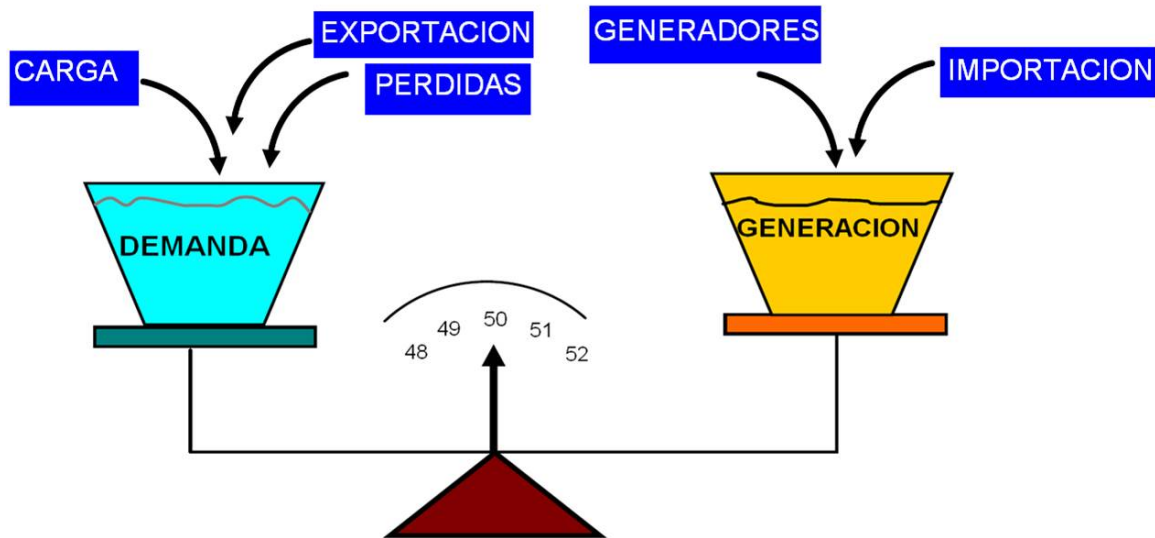 EXPORTACION
GENERADORES
CARGA
PERDIDAS
IMPORTACION
DEMANDA
GENERACION
48
49
50
51
52